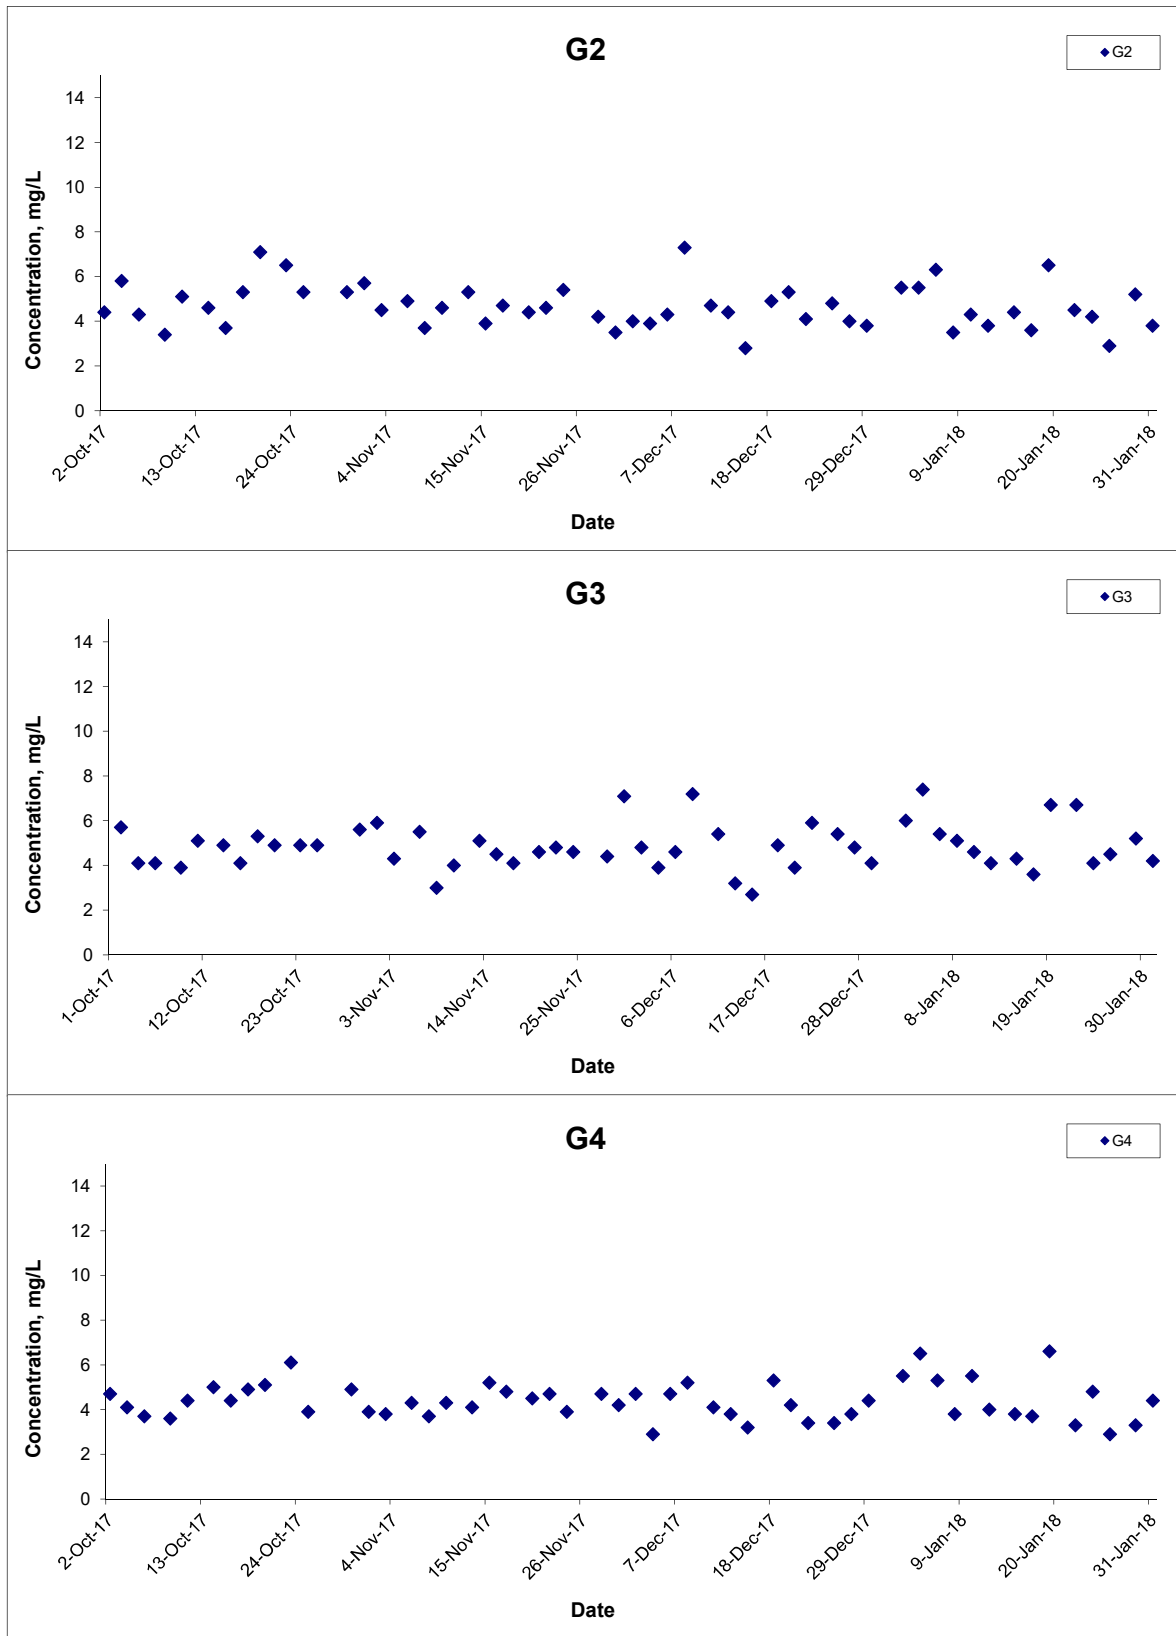 G2
G2
14
12
10
8
6
4
2
0
Concentration, mg/L
2-Oct-17
13-Oct-17
24-Oct-17
4-Nov-17
15-Nov-17
26-Nov-17
7-Dec-17
18-Dec-17
29-Dec-17
9-Jan-18
20-Jan-18
31-Jan-18
Date
G3
G3
14
12
10
8
6
4
2
0
Concentration, mg/L
1-Oct-17
12-Oct-17
23-Oct-17
3-Nov-17
14-Nov-17
25-Nov-17
6-Dec-17
17-Dec-17
28-Dec-17
8-Jan-18
19-Jan-18
30-Jan-18
Date
G4
G4
14
12
10
8
6
4
2
0
Concentration, mg/L
2-Oct-17
13-Oct-17
24-Oct-17
4-Nov-17
15-Nov-17
26-Nov-17
7-Dec-17
18-Dec-17
29-Dec-17
9-Jan-18
20-Jan-18
31-Jan-18
Date